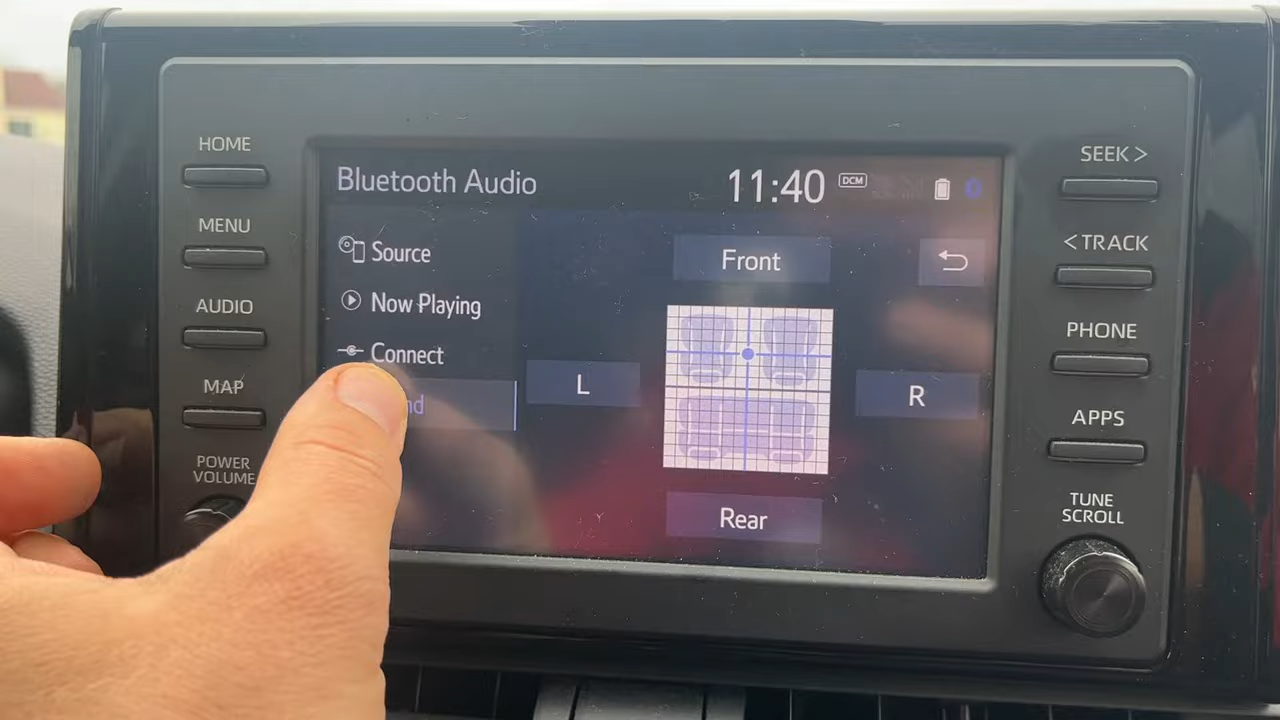 HOME
MENU
AUDIO
MAP
POWER
VOLUME
Bluetooth Audio
11:40
DCM
Source
Now Playing
Connect
nd
Front
L
R
Rear
SEEK >
< TRACK
PHONE
APPS
TUNE
SCROLL